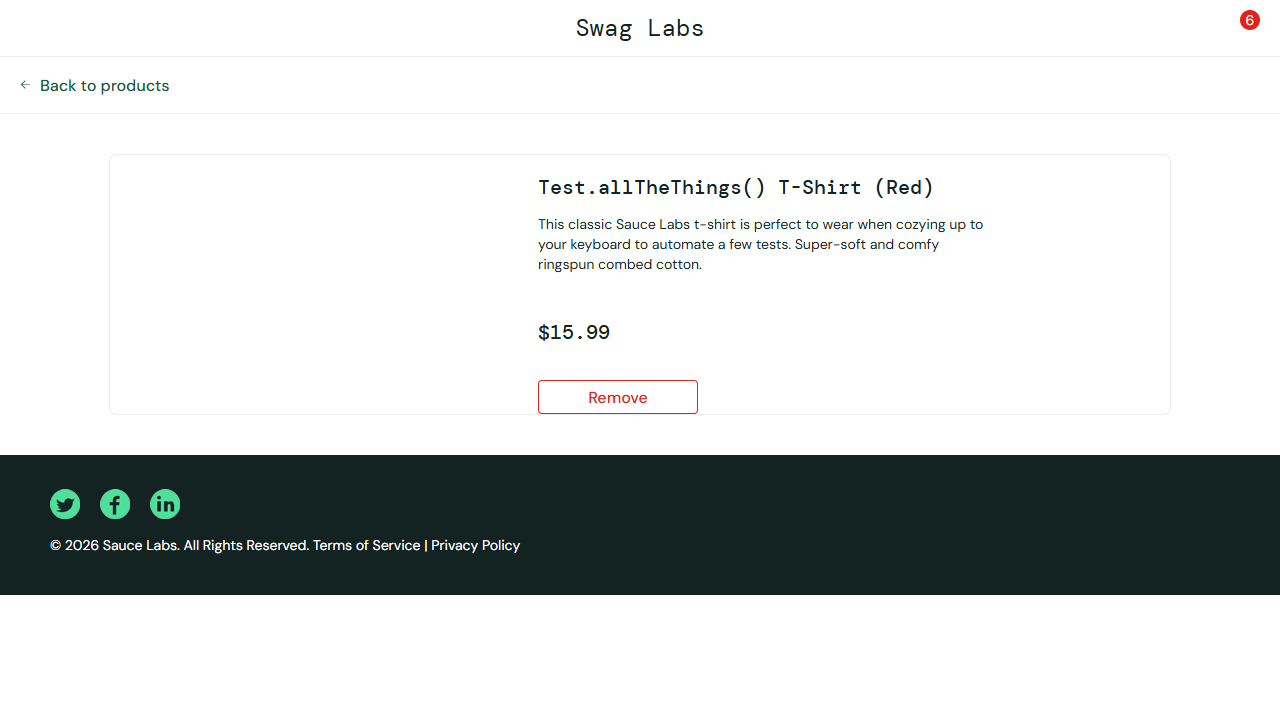 Swag Labs
6
Back to products
Test.allTheThings() T-Shirt (Red)
This classic Sauce Labs t-shirt is perfect to wear when cozying up to
your keyboard to automate a few tests. Super-soft and comfy
ringspun combed cotton.
$15.99
Remove
© 2026 Sauce Labs. All Rights Reserved. Terms of Service | Privacy Policy